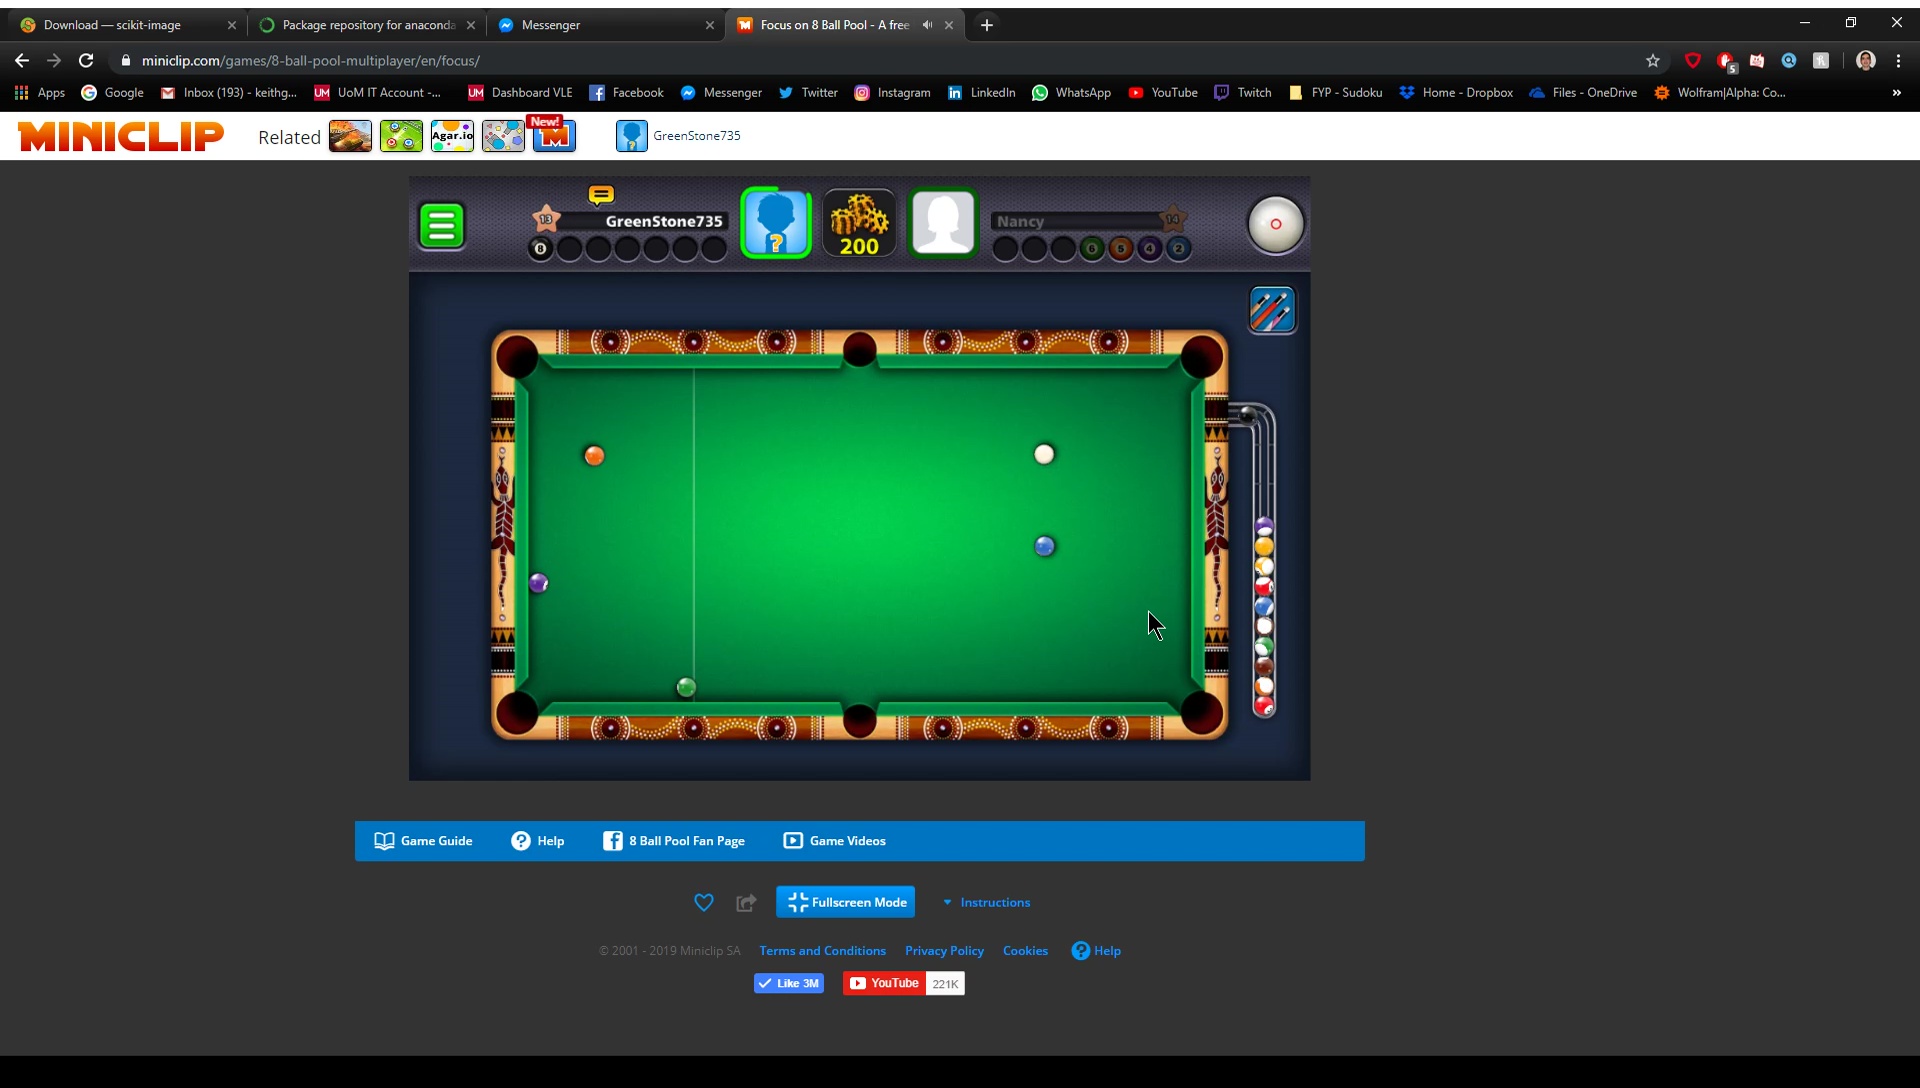 Download — scikit-image
Package repository for anaconda
Messenger
Focus on 8 Ball Pool - A free
miniclip.com/games/8-ball-pool-multiplayer/en/focus/
5
Apps
Google
Inbox (193) - keithg...
UM UoM IT Account -...
UM Dashboard VLE
Facebook
Messenger
Twitter
Instagram
LinkedIn
WhatsApp
YouTube
Twitch
FYP - Sudoku
Home - Dropbox
Files - OneDrive
Wolfram|Alpha: Co...
»
MINICLIP
Related
Agar.io
New!
GreenStone735
13
GreenStone735
?
200
Nancy
14
8
6
5
4
2
Game Guide
Help
8 Ball Pool Fan Page
Game Videos
Fullscreen Mode
Instructions
© 2001 - 2019 Miniclip SA
Terms and Conditions
Privacy Policy
Cookies
Help
Like 3M
YouTube
221K